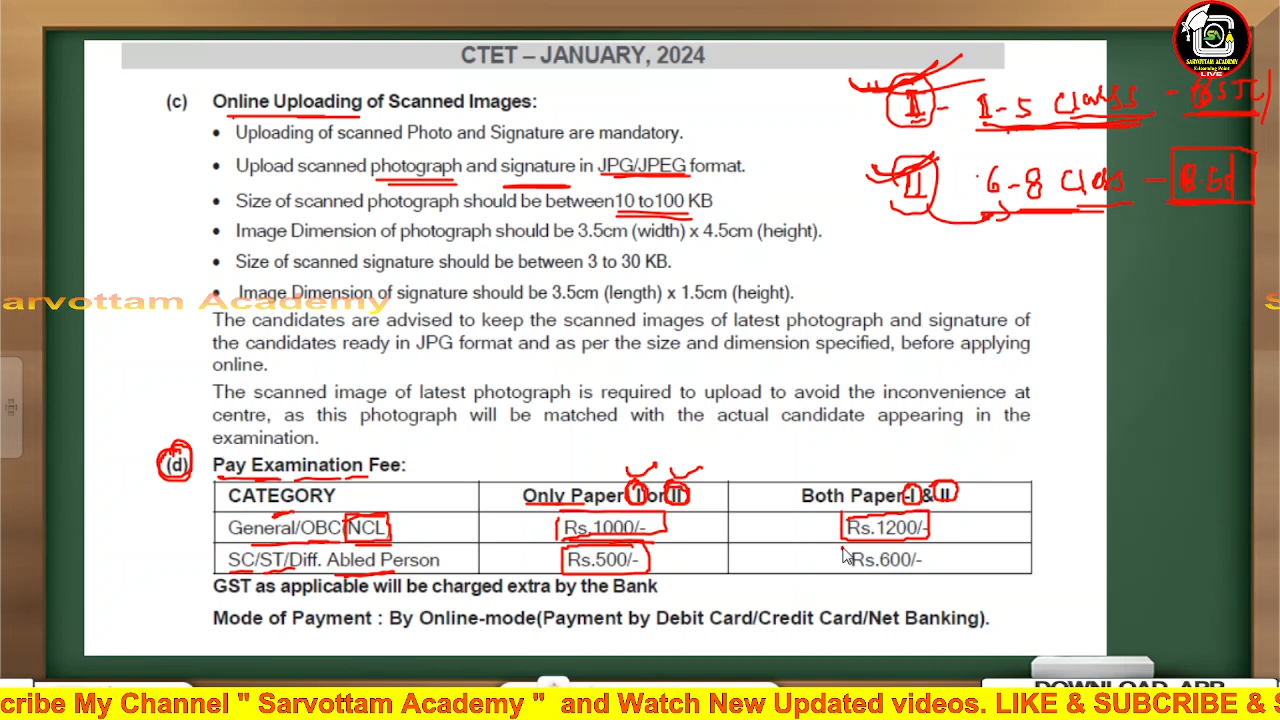 CTET – JANUARY, 2024
SARVOTTAM ACADEMY
E-learning Point
LIVE
I - 1-5 Class - BSTC)
II 6-8 Class - B.Ed
(c) Online Uploading of Scanned Images:
• Uploading of scanned Photo and Signature are mandatory.
• Upload scanned photograph and signature in JPG/JPEG format.
• Size of scanned photograph should be between10 to100 KB
• Image Dimension of photograph should be 3.5cm (width) x 4.5cm (height).
• Size of scanned signature should be between 3 to 30 KB.
• Image Dimension of signature should be 3.5cm (length) x 1.5cm (height).
arvottam Academy
S
The candidates are advised to keep the scanned images of latest photograph and signature of
the candidates ready in JPG format and as per the size and dimension specified, before applying
online.
The scanned image of latest photograph is required to upload to avoid the inconvenience at
centre, as this photograph will be matched with the actual candidate appearing in the
examination.
(d) Pay Examination Fee:
CATEGORY Only Paper I or II Both Paper-I & II
General/OBC(NCL) Rs.1000/- Rs.1200/-
SC/ST/Diff. Abled Person Rs.500/- Rs.600/-
GST as applicable will be charged extra by the Bank
Mode of Payment : By Online-mode(Payment by Debit Card/Credit Card/Net Banking).
DOWNLOAD APP
cribe My Channel " Sarvottam Academy " and Watch New Updated videos. LIKE & SUBCRIBE & S